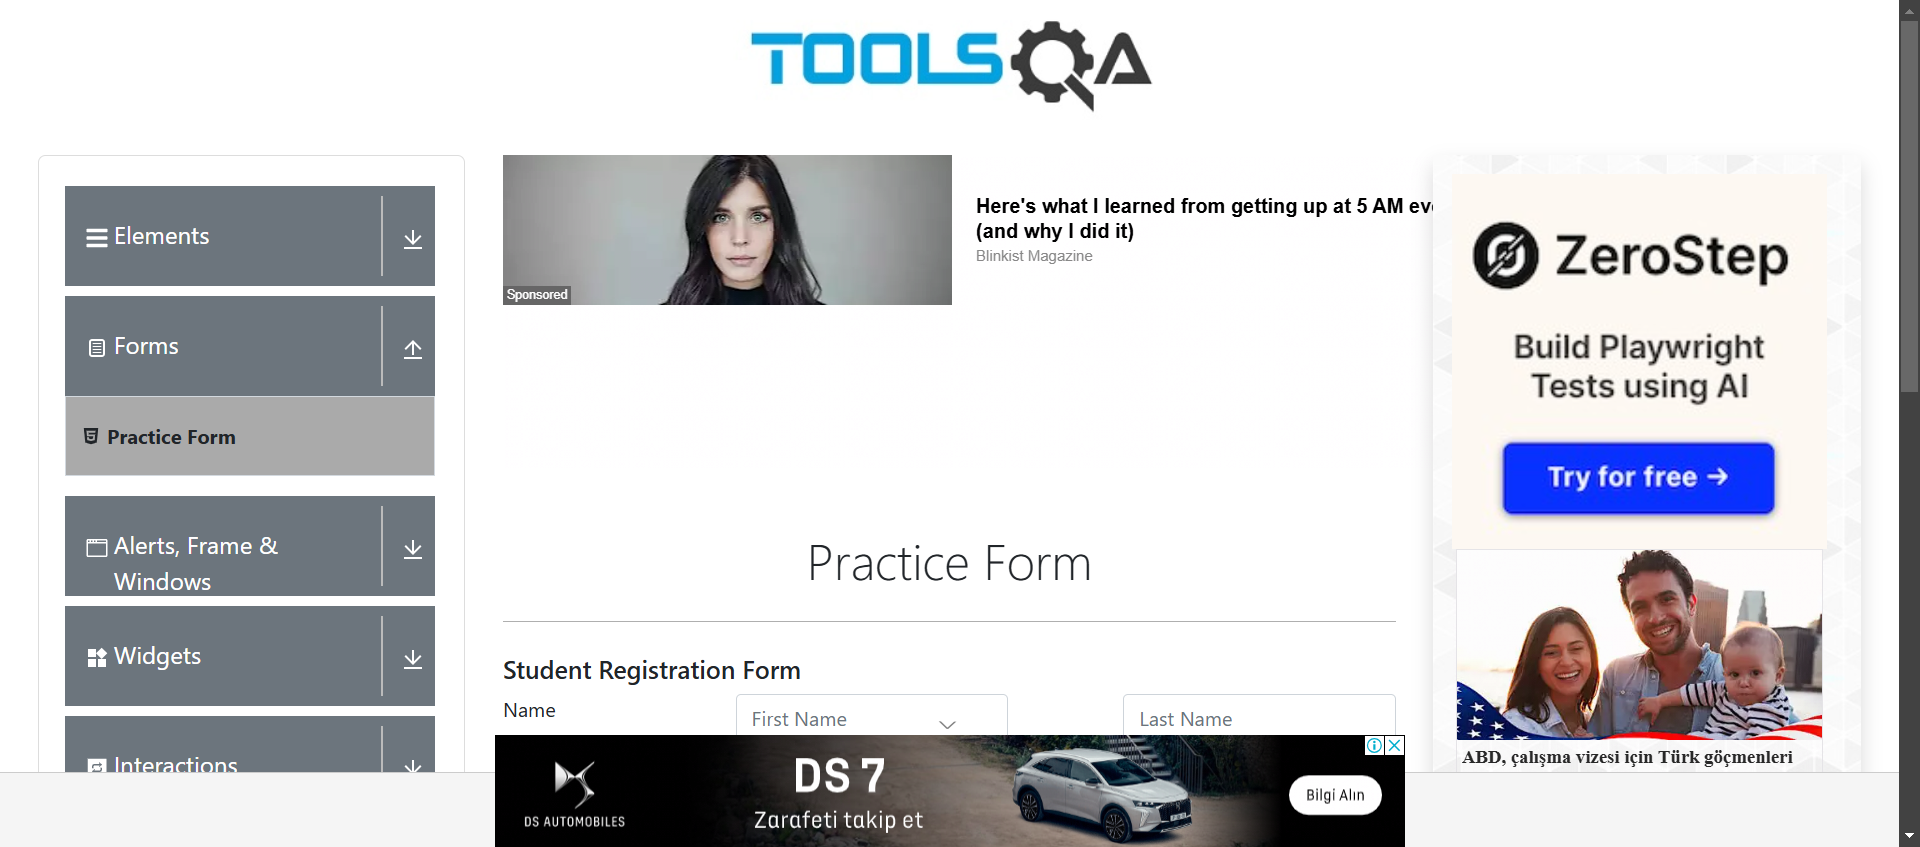 TOOLSQA
Elements
Forms
Practice Form
Alerts, Frame &
Windows
Widgets
Interactions
Sponsored
Here's what I learned from getting up at 5 AM
(and why I did it)
Blinkist Magazine
Practice Form
Student Registration Form
Name
First Name
Last Name
ZeroStep
Build Playwright
Tests using AI
Try for free →
ABD, çalışma vizesi için Türk göçmenleri
DS AUTOMOBILES
DS 7
Zarafeti takip et
Bilgi Alın